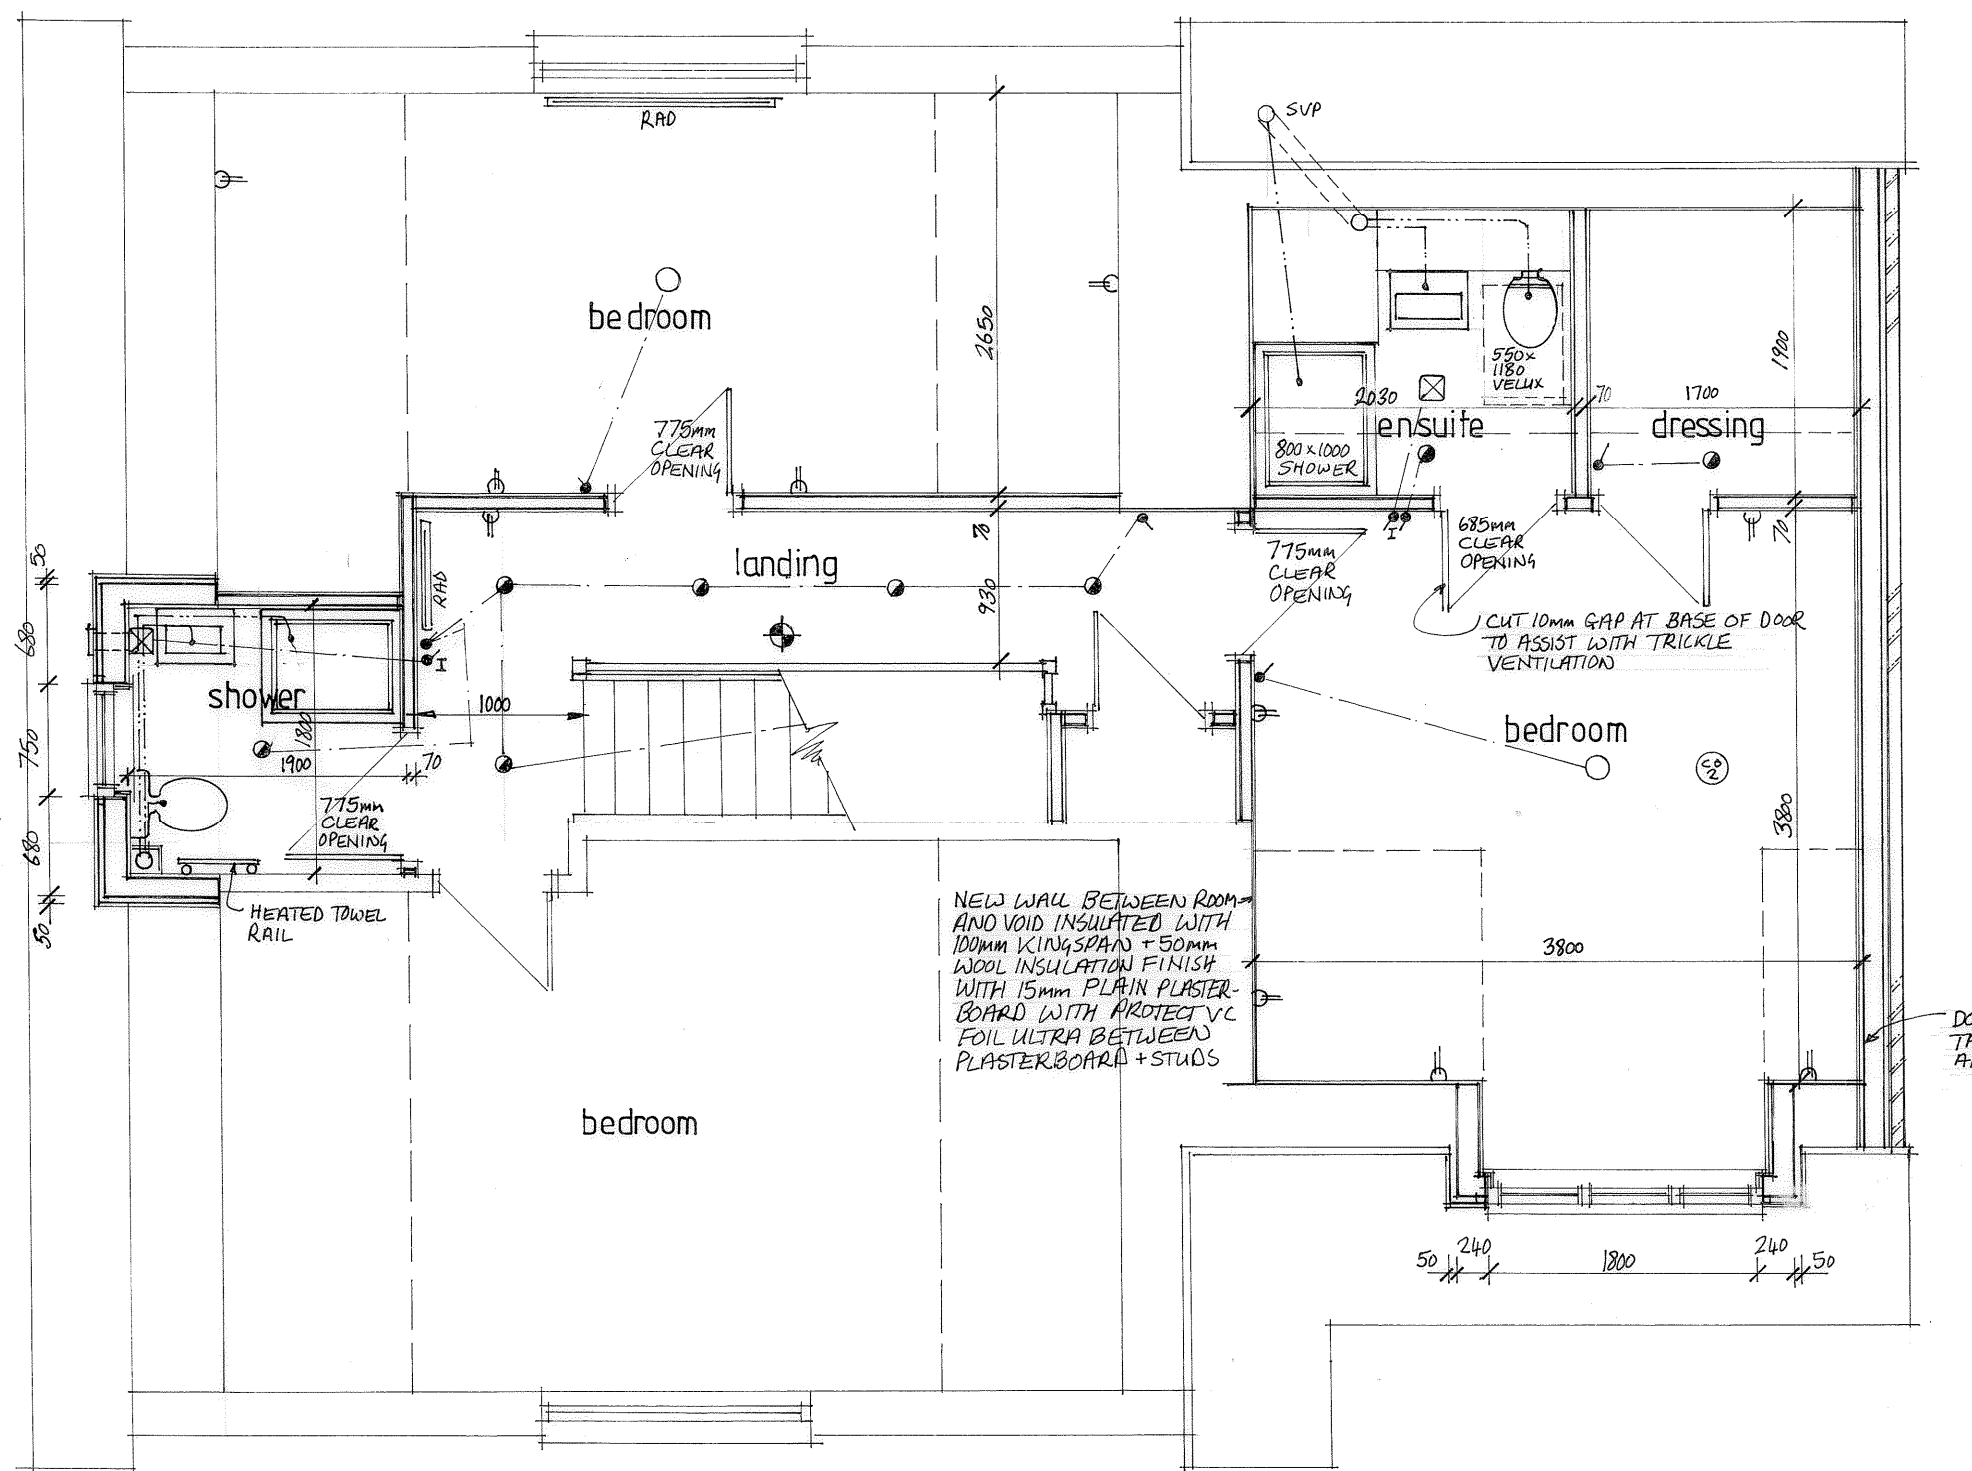 SVP
RAD
bedroom
2650
1900
550x
1180
VELUX
2030
70
1700
ensuite
dressing
775mm
CLEAR
OPENING
800x1000
SHOWER
70
930
landing
RAD
775mm
CLEAR
OPENING
I
685mm
CLEAR
OPENING
70
CUT 10mm GAP AT BASE OF DOOR
TO ASSIST WITH TRICKLE
VENTILATION
50
680
750
680
50
I
shower
1800
1900
70
1000
775mm
CLEAR
OPENING
HEATED TOWEL
RAIL
bedroom
CO
2
3800
3800
NEW WALL BETWEEN ROOM
AND VOID INSULATED WITH
100mm KINGSPAN + 50mm
WOOL INSULATION FINISH
WITH 15mm PLAIN PLASTER-
BOARD WITH PROTECT VC
FOIL ULTRA BETWEEN
PLASTERBOARD + STUDS
bedroom
50
240
1800
240
50